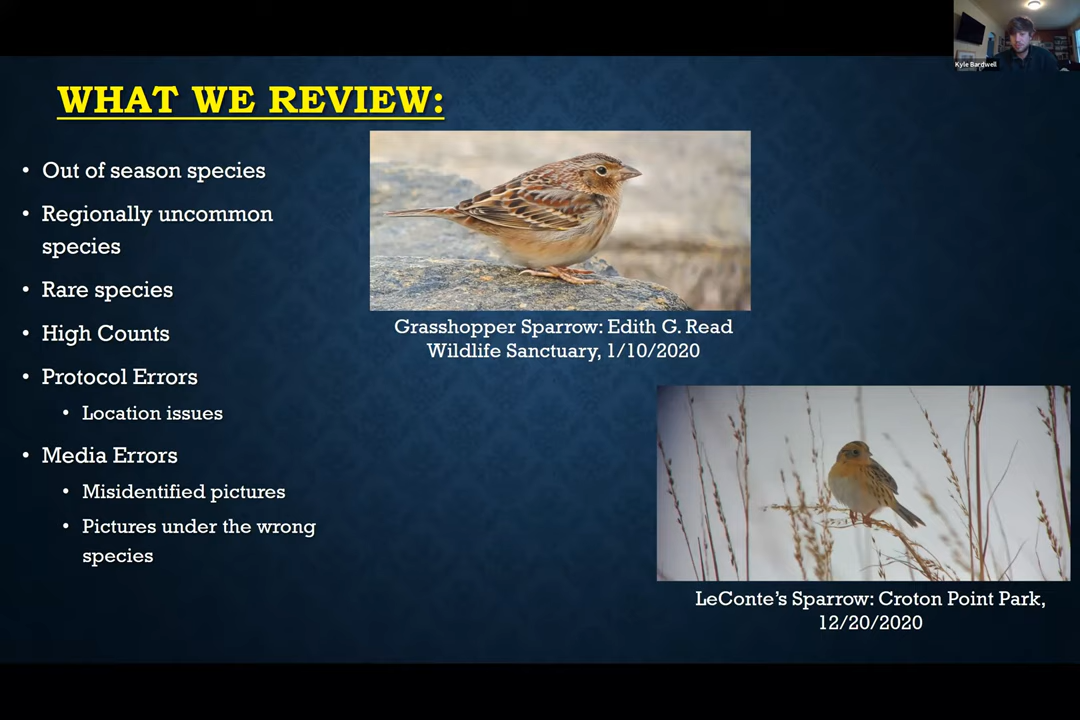 Kyle Bardwell
WHAT WE REVIEW:
• Out of season species
• Regionally uncommon
species
• Rare species
• High Counts
• Protocol Errors
• Location issues
• Media Errors
• Misidentified pictures
• Pictures under the wrong
species
Grasshopper Sparrow: Edith G. Read
Wildlife Sanctuary, 1/10/2020
LeConte's Sparrow: Croton Point Park,
12/20/2020